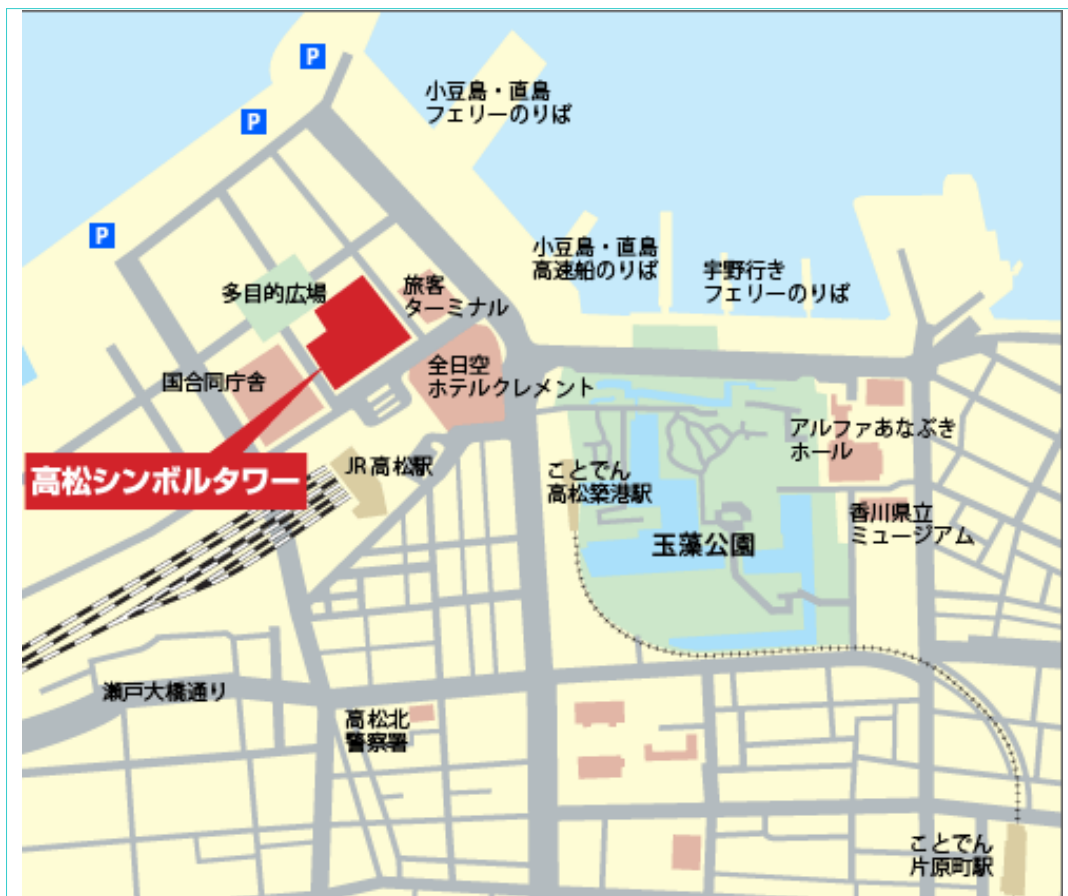 P
小豆島・直島
フェリーのりば
P
P
小豆島・直島
高速船のりば
宇野行き
フェリーのりば
多目的広場
旅客
ターミナル
国合同庁舎
全日空
ホテルクレメント
アルファあなぶき
ホール
高松シンボルタワー
JR高松駅
ことでん
高松築港駅
香川県立
ミュージアム
玉藻公園
瀬戸大橋通り
高松北
警察署
ことでん
片原町駅